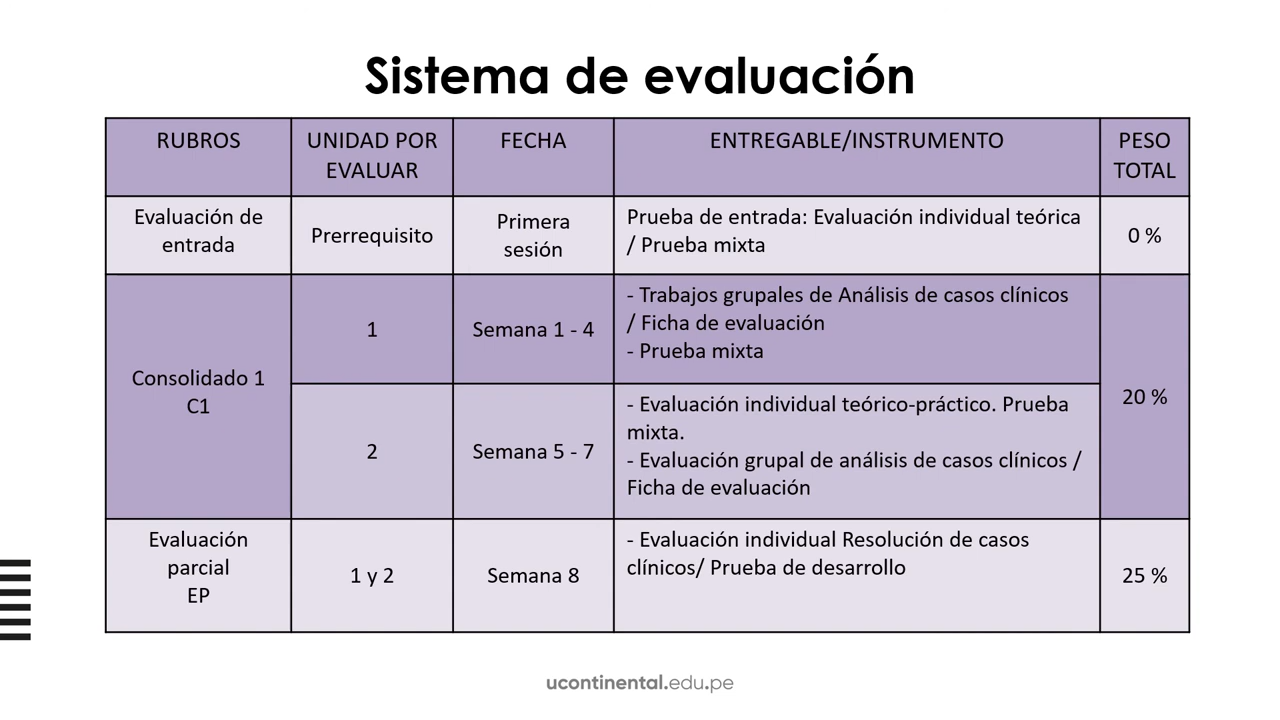 Sistema de evaluación
RUBROS
UNIDAD POR
EVALUAR
FECHA
ENTREGABLE/INSTRUMENTO
PESO
TOTAL
Evaluación de
entrada
Prerrequisito
Primera
sesión
Prueba de entrada: Evaluación individual teórica
/ Prueba mixta
0 %
Consolidado 1
C1
1
Semana 1 - 4
- Trabajos grupales de Análisis de casos clínicos
/ Ficha de evaluación
- Prueba mixta
20 %
2
Semana 5 - 7
- Evaluación individual teórico-práctico. Prueba
mixta.
- Evaluación grupal de análisis de casos clínicos /
Ficha de evaluación
Evaluación
parcial
EP
1 y 2
Semana 8
- Evaluación individual Resolución de casos
clínicos/ Prueba de desarrollo
25 %
ucontinental.edu.pe